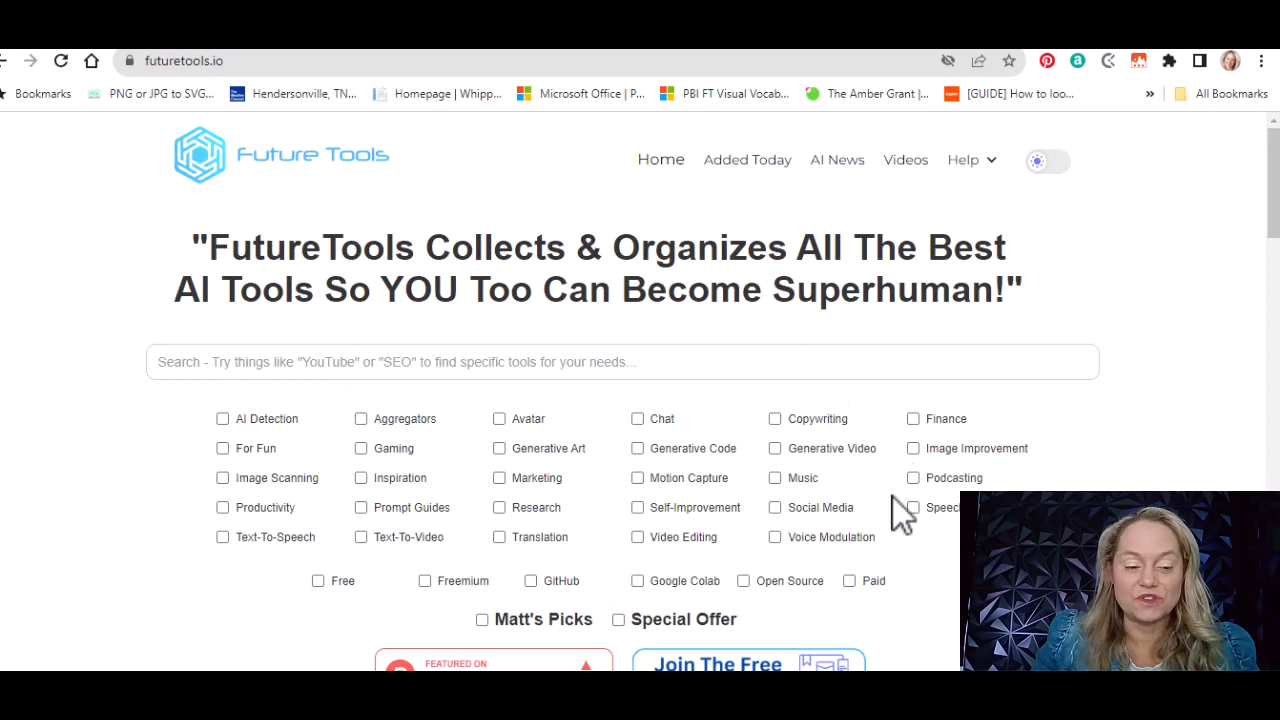 futuretools.io
Bookmarks PNG or JPG to SVG... Hendersonville, TN... Homepage | Whipp... Microsoft Office | P... PBI FT Visual Vocab... The Amber Grant |... [GUIDE] How to loo... » All Bookmarks
Future Tools
Home Added Today AI News Videos Help
"FutureTools Collects & Organizes All The Best
AI Tools So YOU Too Can Become Superhuman!"
Search - Try things like "YouTube" or "SEO" to find specific tools for your needs...
AI Detection Aggregators Avatar Chat Copywriting Finance
For Fun Gaming Generative Art Generative Code Generative Video Image Improvement
Image Scanning Inspiration Marketing Motion Capture Music Podcasting
Productivity Prompt Guides Research Self-Improvement Social Media
Text-To-Speech Text-To-Video Translation Video Editing Voice Modulation
Free Freemium GitHub Google Colab Open Source Paid
Matt's Picks Special Offer
FEATURED ON
Join The Free